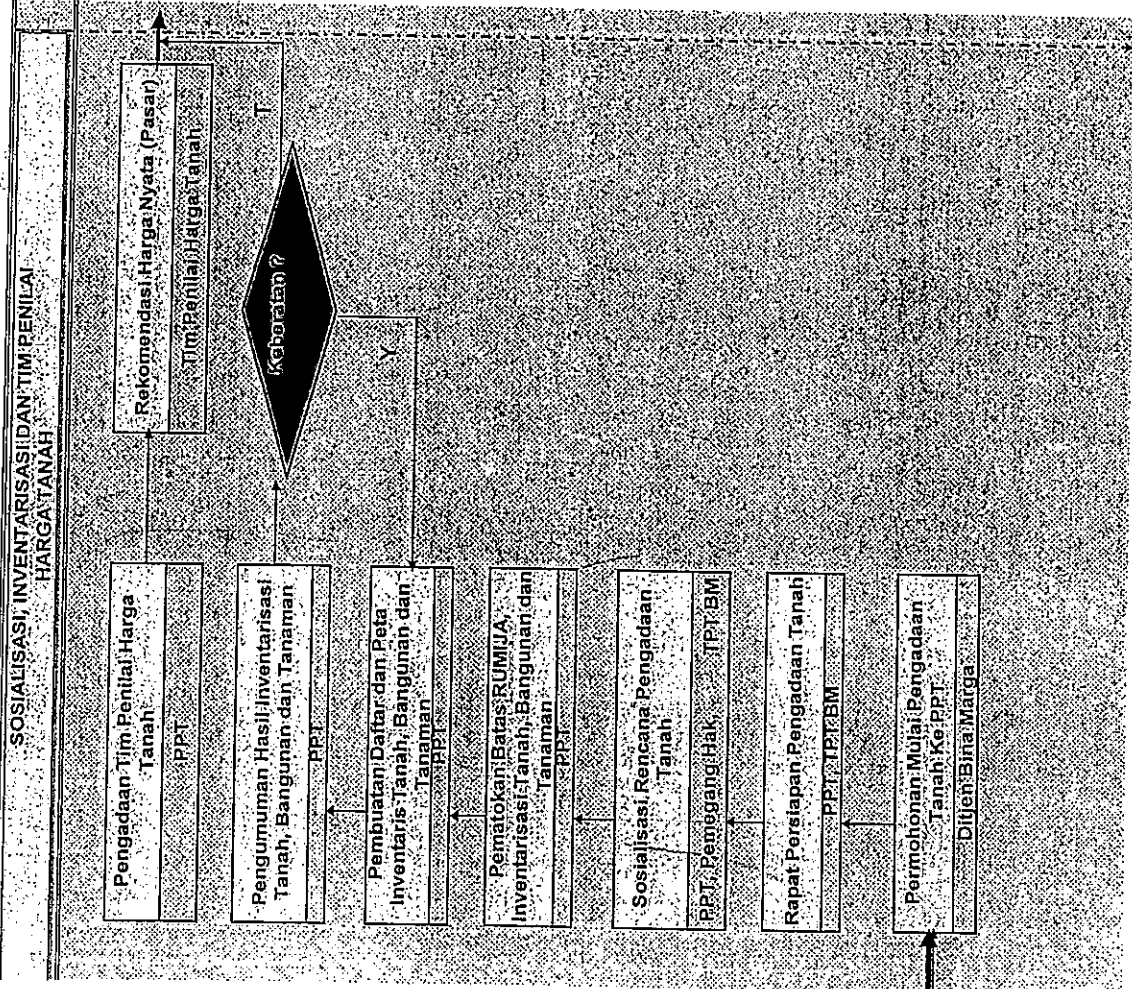 SOSIALISASI, INVENTARISASI DAN TIM PENILAI
HARGA TANAH
Pengadaan Tim Penilai Harga
Tanah
PPT
Rekomendasi Harga Nyata (Pasar)
Tim Penilai Harga Tanah
T
Pengumuman Hasil Inventarisasi
Tanah, Bangunan dan Tanaman
PPT
Keberatan ?
Y
Pembuatan Daftar dan Peta
Inventaris Tanah, Bangunan dan
Tanaman
PPT
Pematokan Batas RUMIJA,
Inventarisasi Tanah, Bangunan dan
Tanaman
PPT
Sosialisasi Rencana Pengadaan
Tanah
PPT, Pemegang Hak, TPT BM
Rapat Persiapan Pengadaan Tanah
PPT, TPT BM
Permohonan Mulai Pengadaan
Tanah Ke PPT
Ditjen Bina Marga